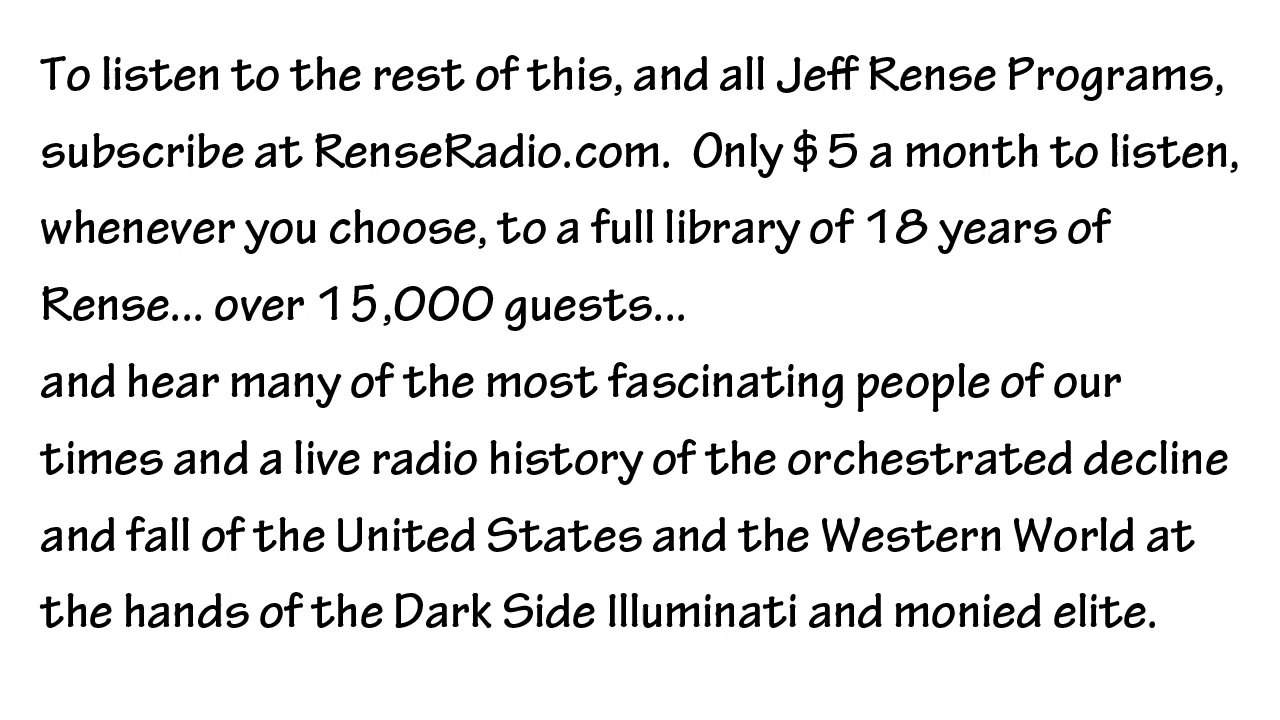 To listen to the rest of this, and all Jeff Rense Programs,
subscribe at RenseRadio.com.  Only $5 a month to listen,
whenever you choose, to a full library of 18 years of
Rense... over 15,000 guests...
and hear many of the most fascinating people of our
times and a live radio history of the orchestrated decline
and fall of the United States and the Western World at
the hands of the Dark Side Illuminati and monied elite.